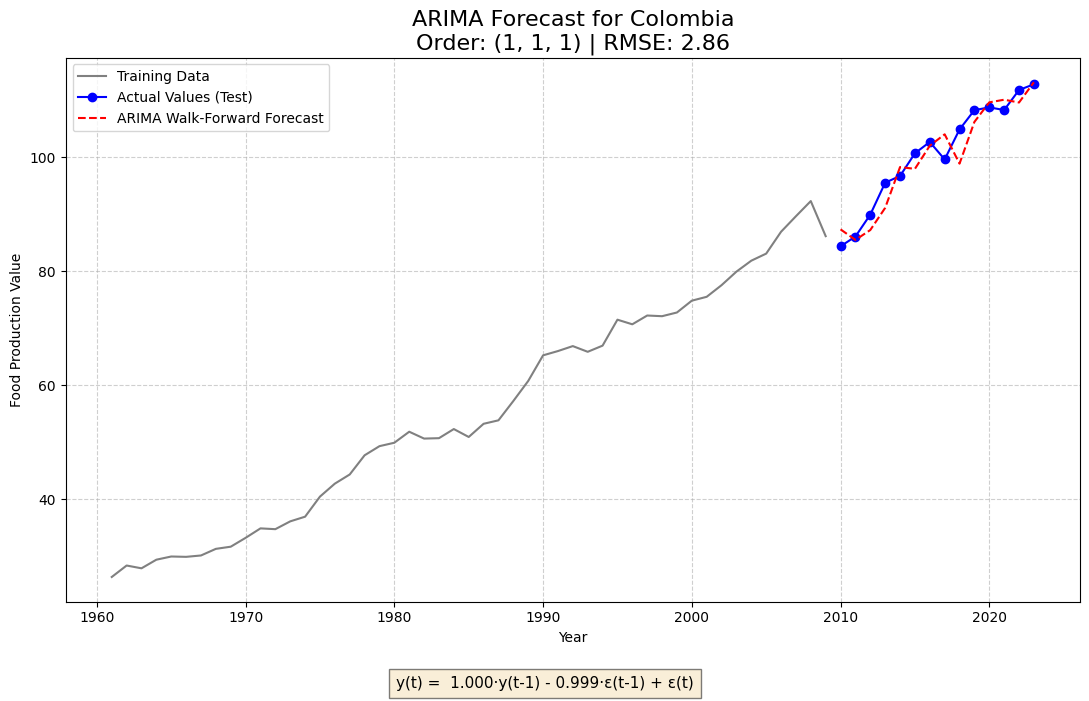 ARIMA Forecast for Colombia
Order: (1, 1, 1) | RMSE: 2.86
Training Data
Actual Values (Test)
ARIMA Walk-Forward Forecast
Food Production Value
100
80
60
40
1960 1970 1980 1990 2000 2010 2020
Year
y(t) =  1.000·y(t-1) - 0.999·ε(t-1) + ε(t)